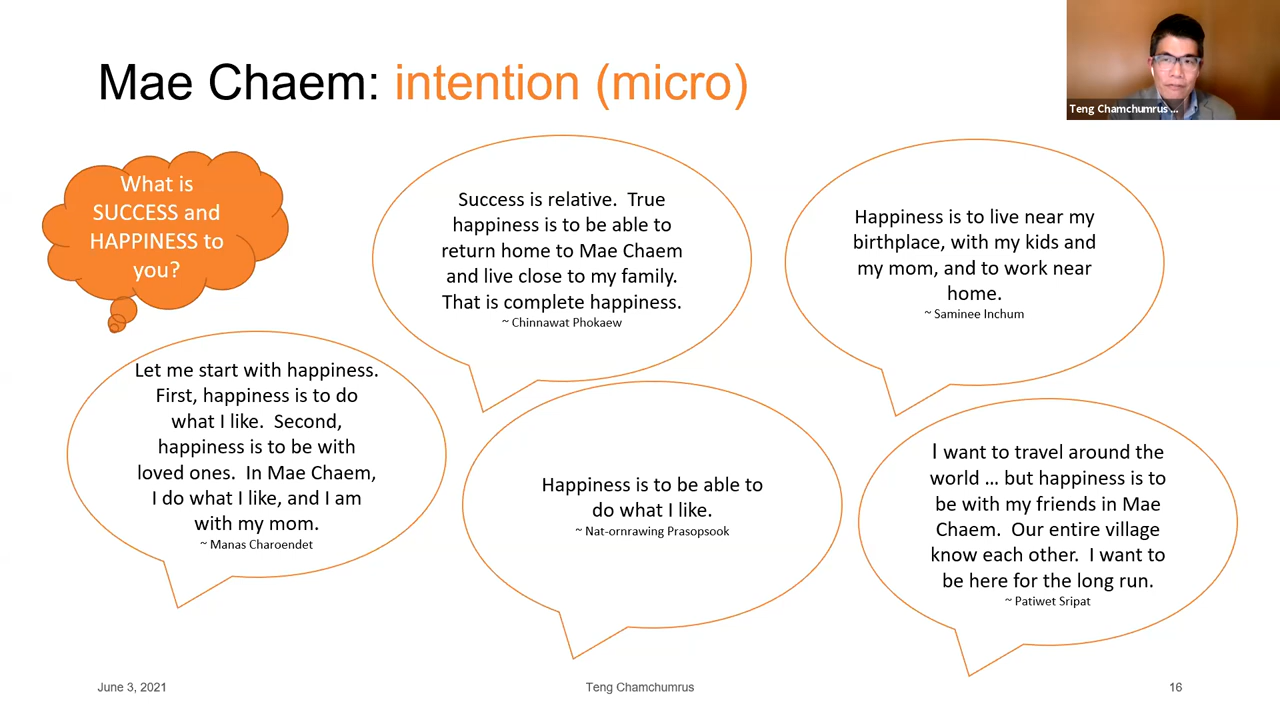 Mae Chaem: intention (micro)
Teng Chamchumrus ...
What is
SUCCESS and
HAPPINESS to
you?
Success is relative. True
happiness is to be able to
return home to Mae Chaem
and live close to my family.
That is complete happiness.
~ Chinnawat Phokaew
Happiness is to live near my
birthplace, with my kids and
my mom, and to work near
home.
~ Saminee Inchum
Let me start with happiness.
First, happiness is to do
what I like. Second,
happiness is to be with
loved ones. In Mae Chaem,
I do what I like, and I am
with my mom.
~ Manas Charoendet
Happiness is to be able to
do what I like.
~ Nat-ornrawing Prasopsook
I want to travel around the
world ... but happiness is to
be with my friends in Mae
Chaem. Our entire village
know each other. I want to
be here for the long run.
~ Patiwet Sripat
June 3, 2021
Teng Chamchumrus
16